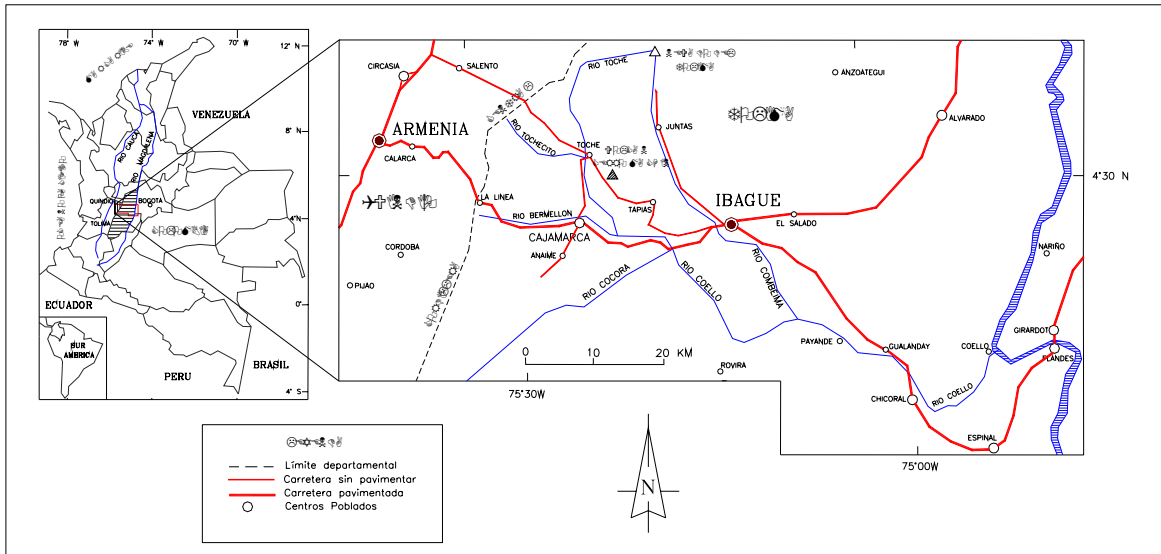 78° W
74° W
70° W
12° N
8° N
4° N
0°
4° S
VENEZUELA
RIO CAUCA
RIO MAGDALENA
QUINDIO
BOGOTA
TOLIMA
ECUADOR
PERU
BRASIL
SUR
AMERICA
CIRCASIA
SALENTO
RIO TOCHE
ANZOATEGUI
ARMENIA
RIO TOCHECITO
JUNTAS
ALVARADO
CALARCA
TOCHE
4°30 N
LA LINEA
TAPIAS
IBAGUE
RIO BERMELLON
EL SALADO
CAJAMARCA
CORDOBA
ANAIME
NARIÑO
PIJAO
RIO COCORA
RIO COELLO
RIO COMBEIMA
GIRARDOT
PAYANDE
GUALANDAY
COELLO
FLANDES
0
10
20
KM
ROVIRA
75°30W
CHICORAL
RIO COELLO
ESPINAL
75°00W
Límite departamental
Carretera sin pavimentar
Carretera pavimentada
Centros Poblados
N